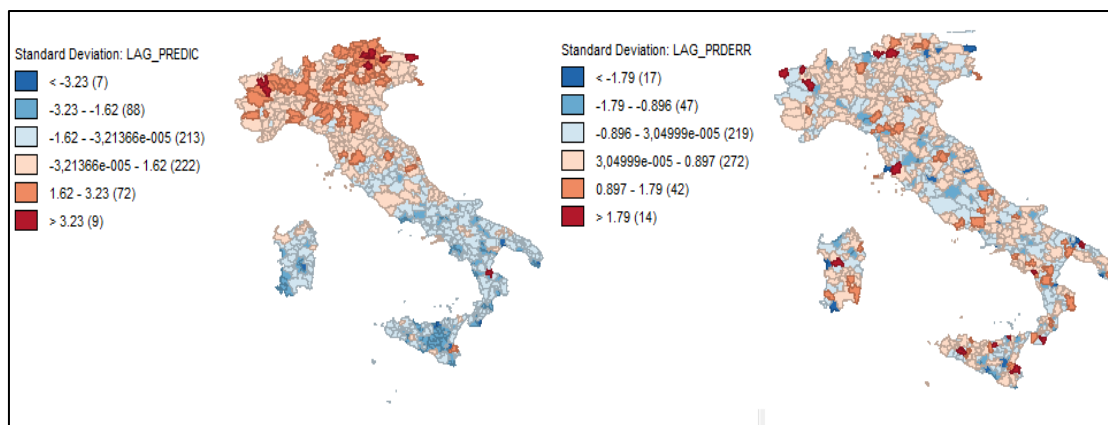 Standard Deviation: LAG_PREDIC
< -3.23 (7)
-3.23 - -1.62 (88)
-1.62 - -3,21366e-005 (213)
-3,21366e-005 - 1.62 (222)
1.62 - 3.23 (72)
> 3.23 (9)
Standard Deviation: LAG_PRDERR
< -1.79 (17)
-1.79 - -0.896 (47)
-0.896 - 3,04999e-005 (219)
3,04999e-005 - 0.897 (272)
0.897 - 1.79 (42)
> 1.79 (14)